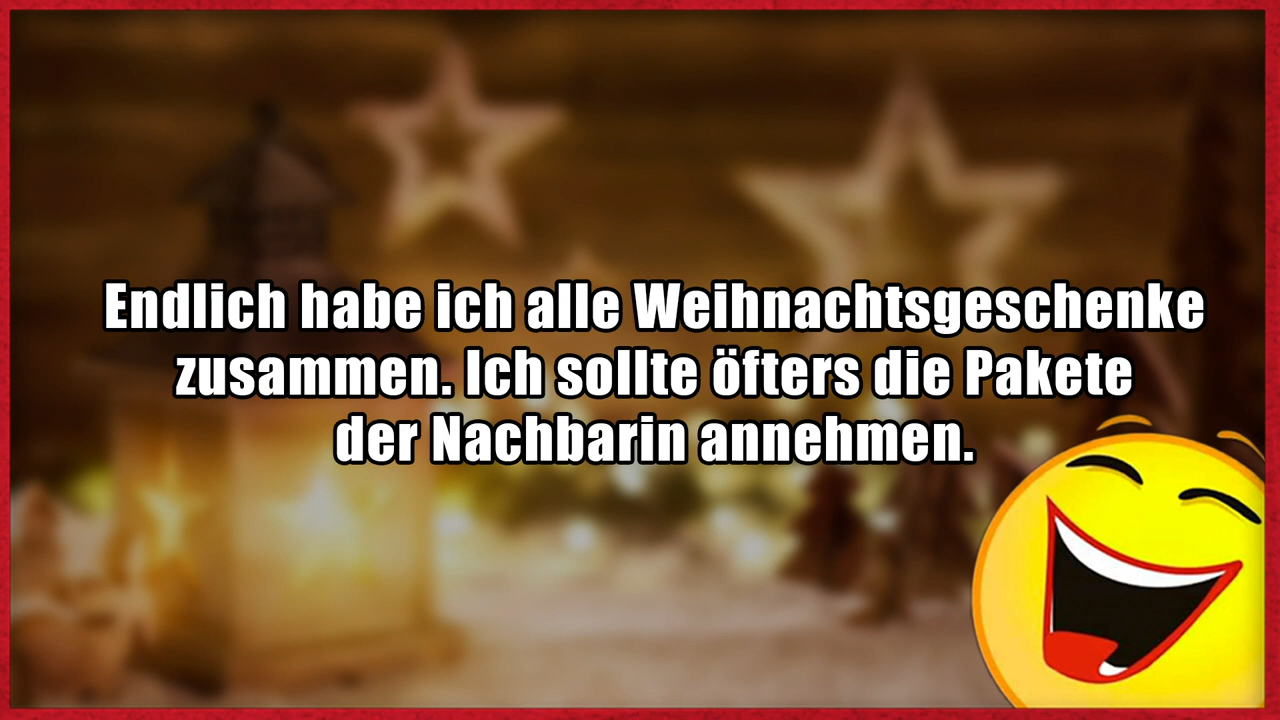 Endlich habe ich alle Weihnachtsgeschenke
zusammen. Ich sollte öfters die Pakete
der Nachbarin annehmen.